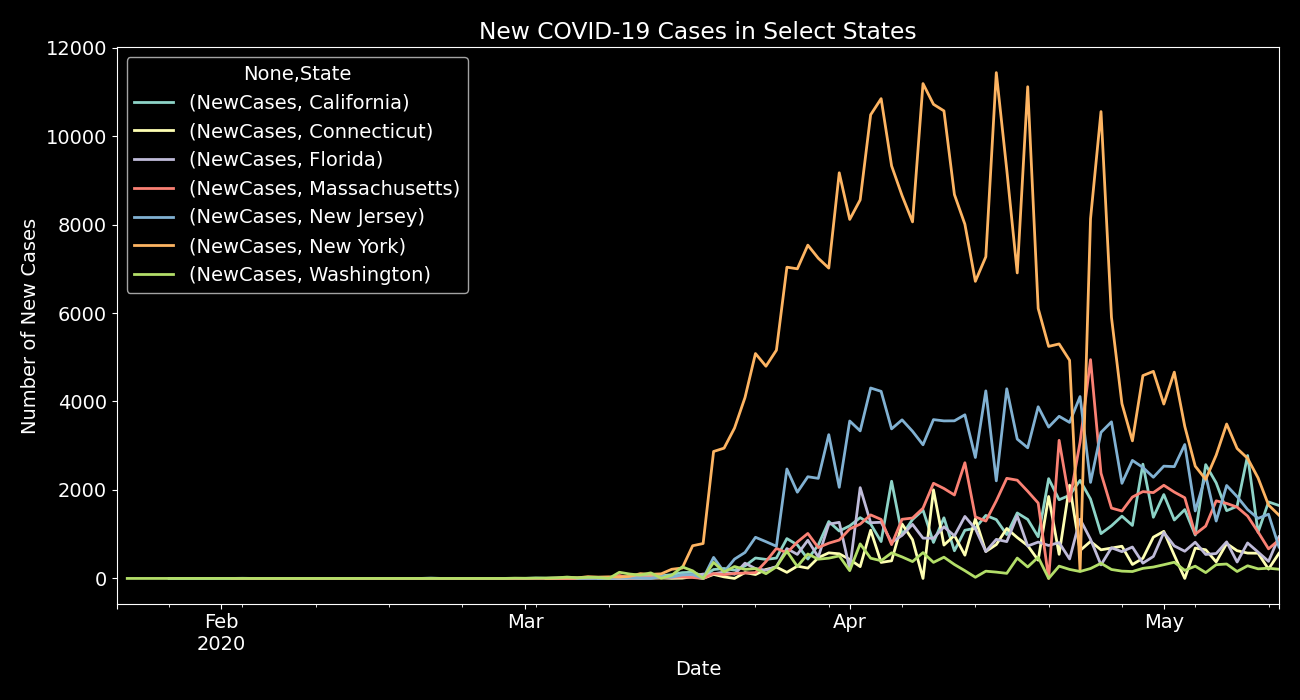 New COVID-19 Cases in Select States
12000
10000
8000
6000
4000
2000
0
Number of New Cases
None,State
(NewCases, California)
(NewCases, Connecticut)
(NewCases, Florida)
(NewCases, Massachusetts)
(NewCases, New Jersey)
(NewCases, New York)
(NewCases, Washington)
Feb
2020
Mar
Apr
May
Date